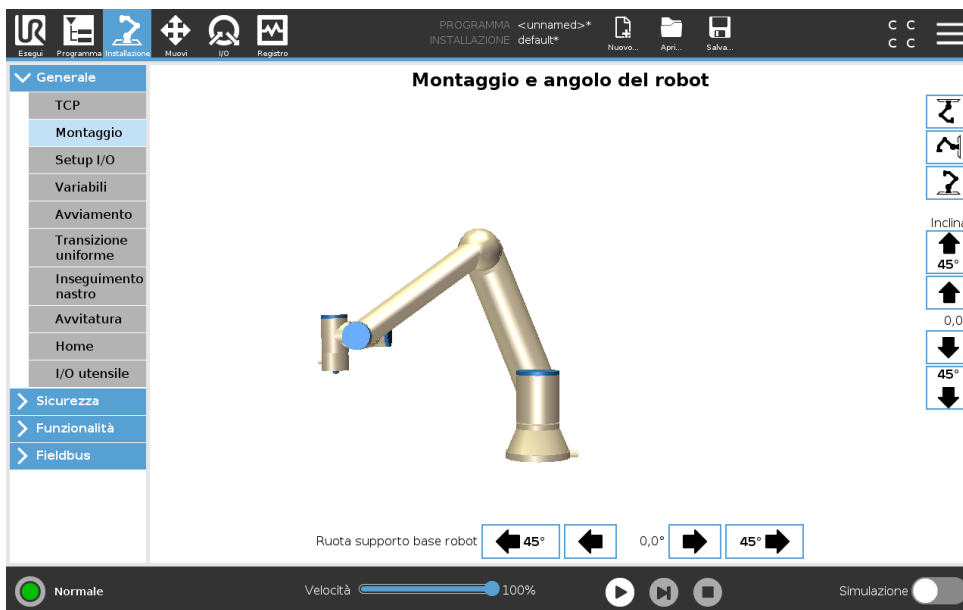 PROGRAMMA <unnamed>*
INSTALLAZIONE default*
Esegui
Programma
Installazione
Muovi
I/O
Registro
Nuovo...
Apri...
Salva...
C C
C C
Generale
TCP
Montaggio
Setup I/O
Variabili
Avviamento
Transizione
uniforme
Inseguimento
nastro
Avvitatura
Home
I/O utensile
Sicurezza
Funzionalità
Fieldbus
Montaggio e angolo del robot
Inclina
45°
0,0
45°
Ruota supporto base robot
45°
0,0°
45°
Normale
Velocità
100%
Simulazione